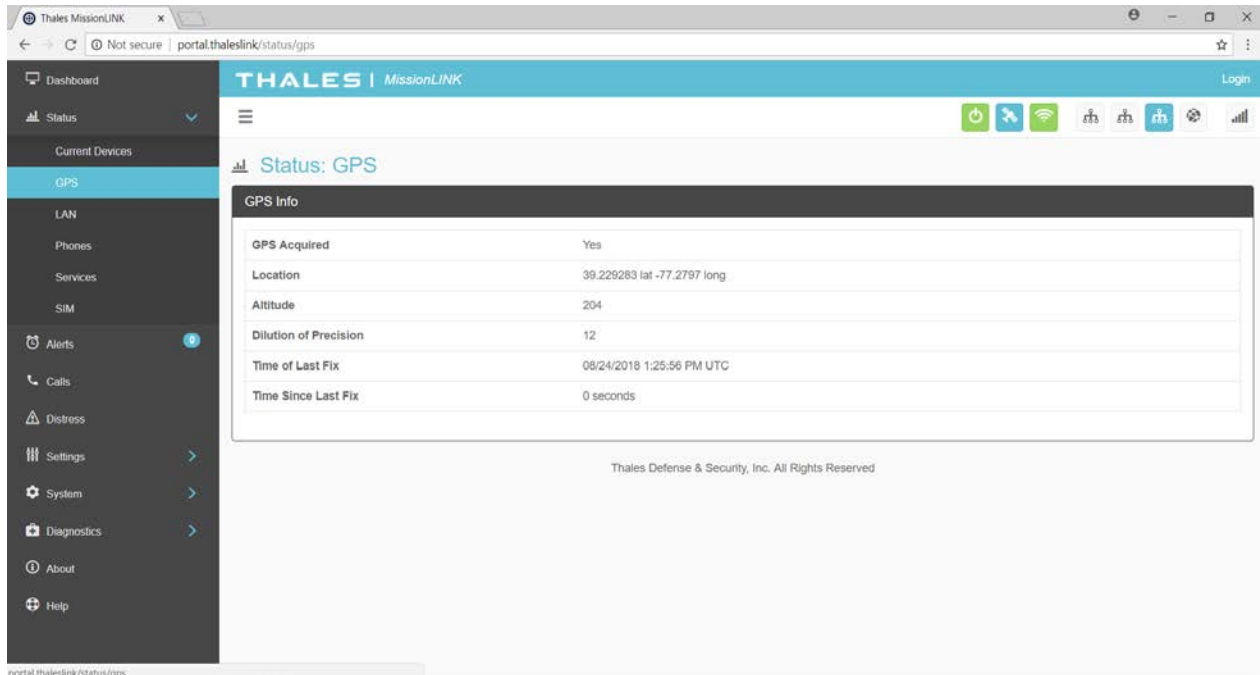 Thales MissionLINK
Not secure | portal.thaleslink/status/gps
Dashboard
THALES | MissionLINK
Login
Status
Current Devices
GPS
LAN
Phones
Services
SIM
Alerts 0
Calls
Distress
Settings
System
Diagnostics
About
Help
Status: GPS
GPS Info
GPS Acquired Yes
Location 39.229283 lat -77.2797 long
Altitude 204
Dilution of Precision 12
Time of Last Fix 08/24/2018 1:25:56 PM UTC
Time Since Last Fix 0 seconds
Thales Defense & Security, Inc. All Rights Reserved
portal.thaleslink/status/gps